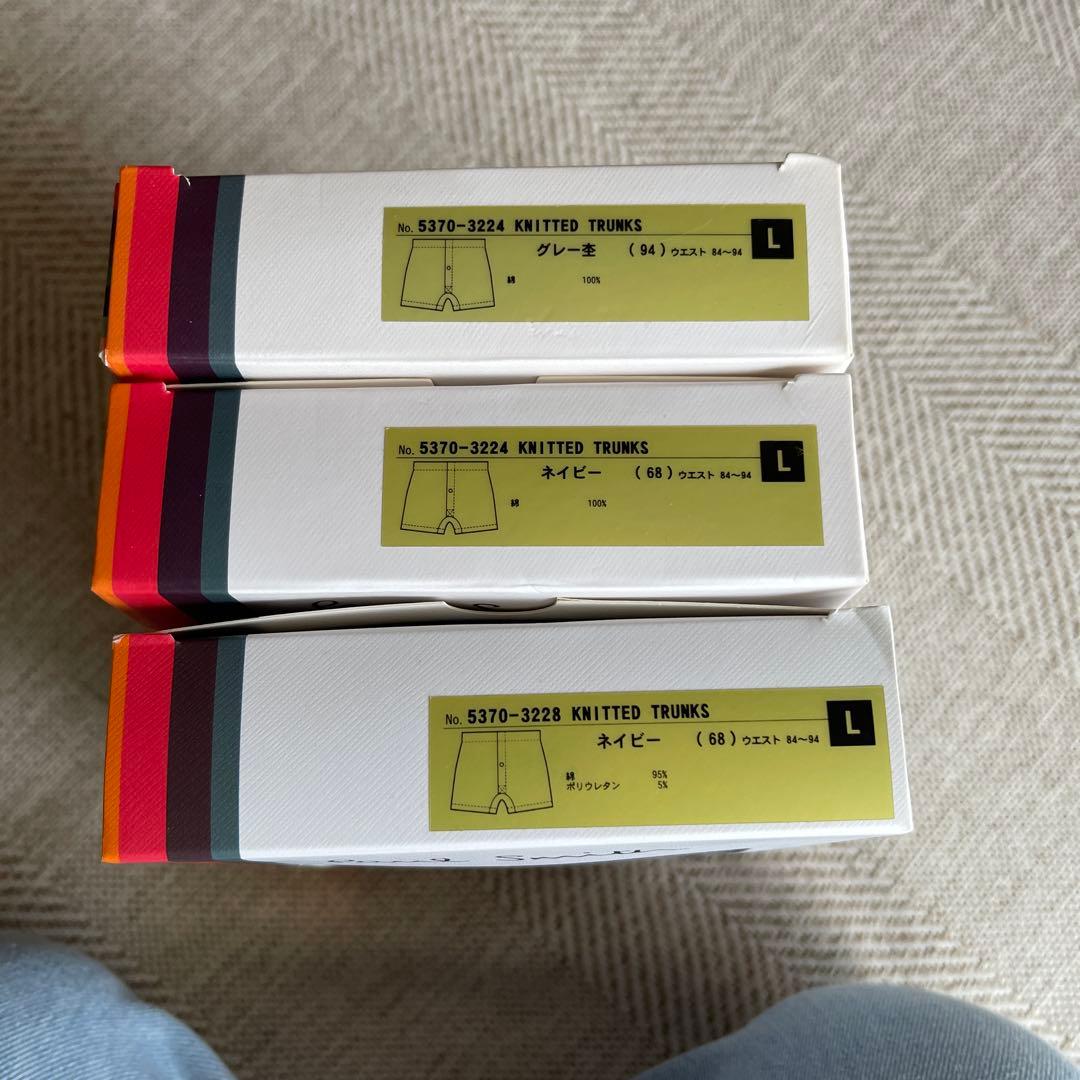 No. 5370-3224 KNITTED TRUNKS L
グレー杢 (94) ウエスト 84〜94
綿 100%
No. 5370-3224 KNITTED TRUNKS L
ネイビー (68) ウエスト 84〜94
綿 100%
No. 5370-3228 KNITTED TRUNKS L
ネイビー (68) ウエスト 84〜94
綿 95%
ポリウレタン 5%
Paul Smith